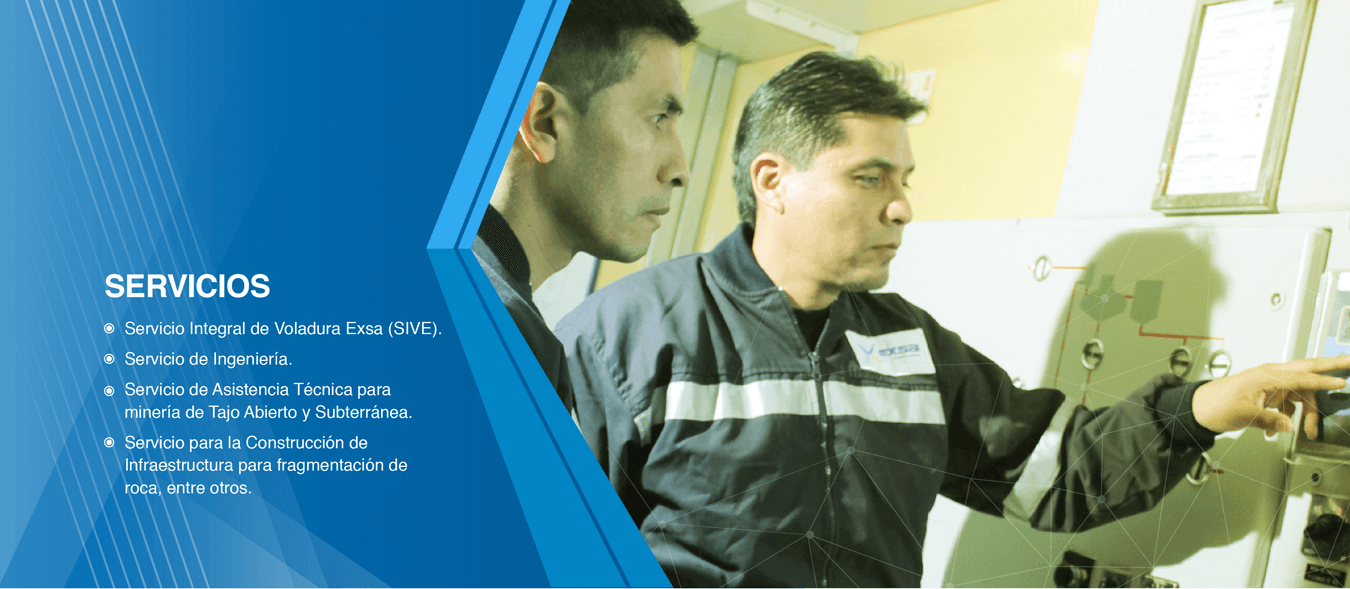 SERVICIOS
Servicio Integral de Voladura Exsa (SIVE).
Servicio de Ingeniería.
Servicio de Asistencia Técnica para
minería de Tajo Abierto y Subterránea.
Servicio para la Construcción de
Infraestructura para fragmentación de
roca, entre otros.
exsa